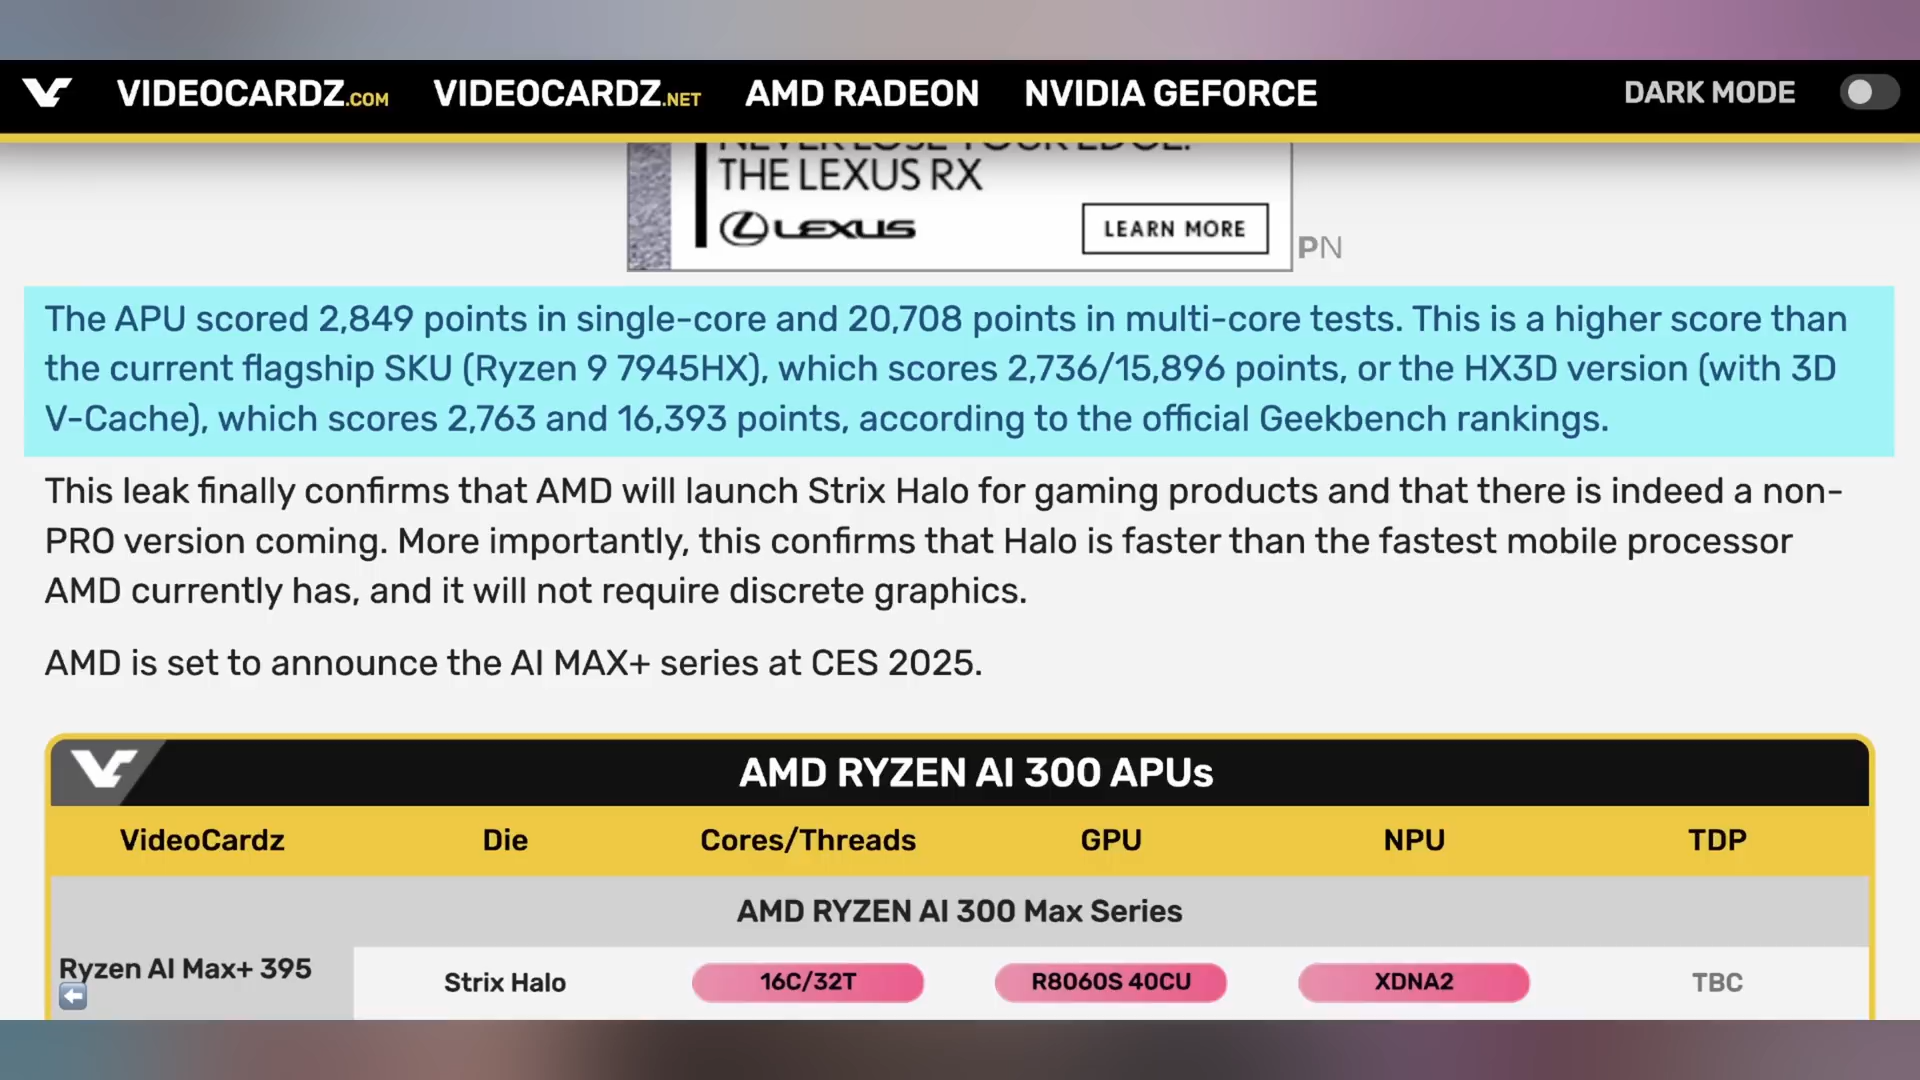 VIDEOCARDZ.COM VIDEOCARDZ.NET AMD RADEON NVIDIA GEFORCE DARK MODE
NEVER LOSE YOUR EDGE.
THE LEXUS RX
LEXUS LEARN MORE
PN
The APU scored 2,849 points in single-core and 20,708 points in multi-core tests. This is a higher score than
the current flagship SKU (Ryzen 9 7945HX), which scores 2,736/15,896 points, or the HX3D version (with 3D
V-Cache), which scores 2,763 and 16,393 points, according to the official Geekbench rankings.
This leak finally confirms that AMD will launch Strix Halo for gaming products and that there is indeed a non-
PRO version coming. More importantly, this confirms that Halo is faster than the fastest mobile processor
AMD currently has, and it will not require discrete graphics.
AMD is set to announce the AI MAX+ series at CES 2025.
AMD RYZEN AI 300 APUs
VideoCardz Die Cores/Threads GPU NPU TDP
AMD RYZEN AI 300 Max Series
Ryzen AI Max+ 395 Strix Halo 16C/32T R8060S 40CU XDNA2 TBC